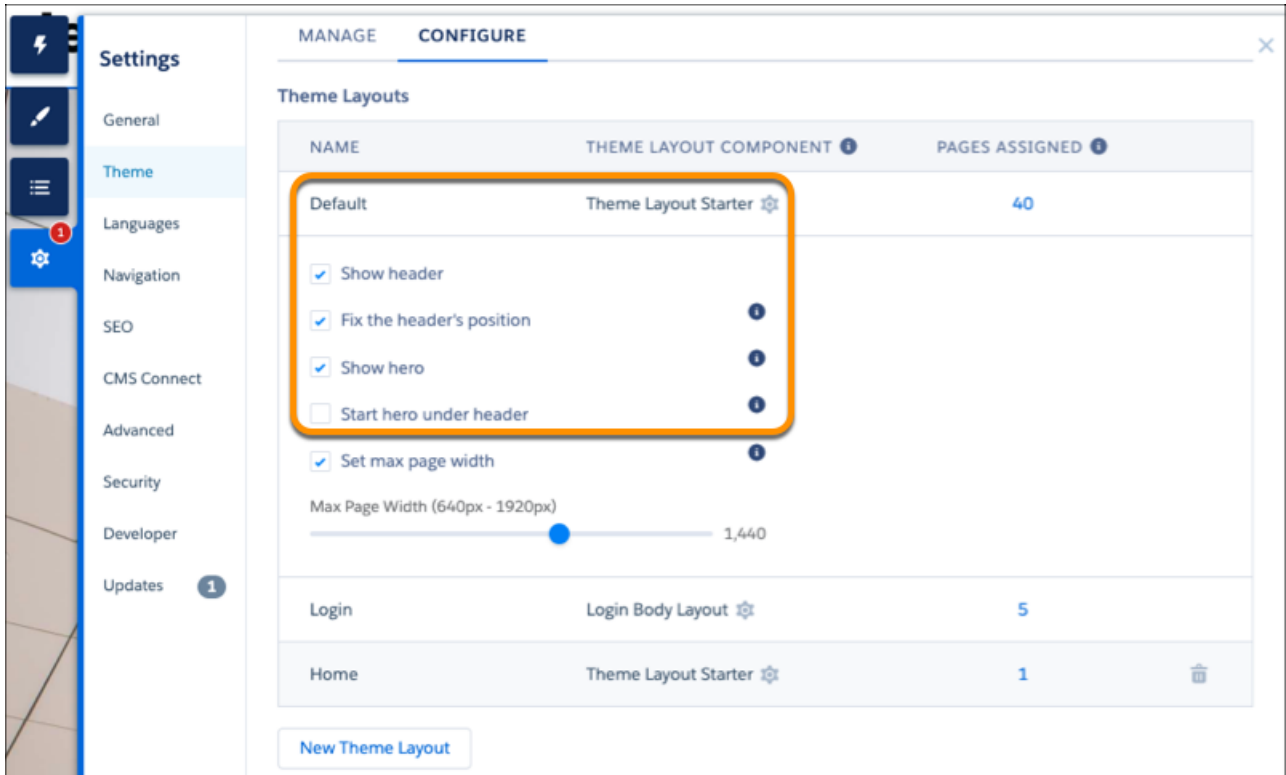 MANAGE CONFIGURE
Settings
Theme Layouts
General
NAME THEME LAYOUT COMPONENT PAGES ASSIGNED
Theme
Default Theme Layout Starter 40
Languages
1
Show header
Navigation
Fix the header's position
SEO
Show hero
CMS Connect
Start hero under header
Advanced
Set max page width
Security
Max Page Width (640px - 1920px)
Developer
1,440
Updates 1
Login Login Body Layout 5
Home Theme Layout Starter 1
New Theme Layout